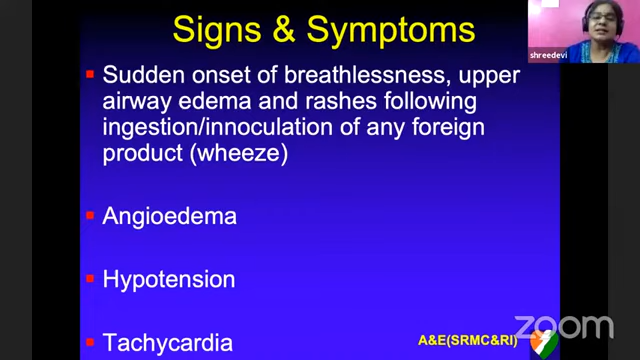 Signs & Symptoms
shreedevi
Sudden onset of breathlessness, upper
airway edema and rashes following
ingestion/innoculation of any foreign
product (wheeze)
Angioedema
Hypotension
Tachycardia
A&E(SRMC&RI)
zoom